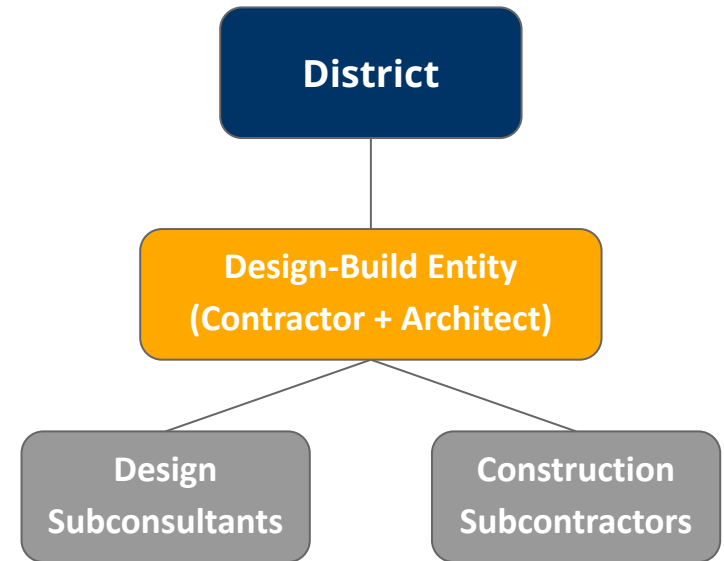 District
Design-Build Entity
(Contractor + Architect)
Design
Subconsultants
Construction
Subcontractors